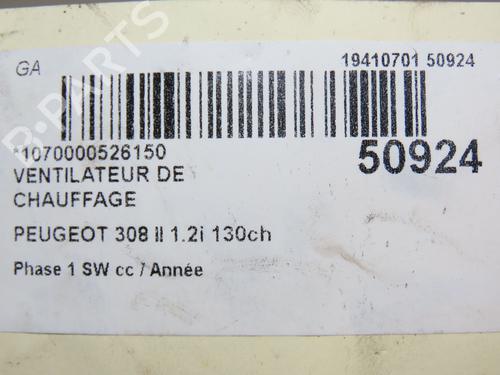 GA
19410701 50924
*1070000526150
50924
VENTILATEUR DE
CHAUFFAGE
PEUGEOT 308 II 1.2i 130ch
Phase 1 SW cc / Année
B-PARTS